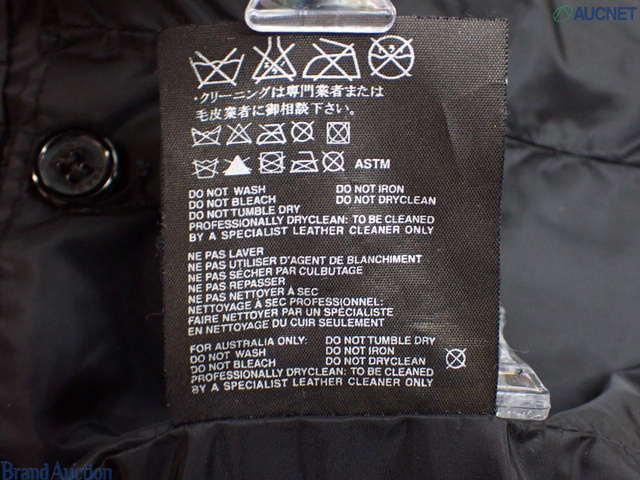 AUCNET
・クリーニングは専門業者または
毛皮業者に御相談下さい。
ASTM
DO NOT WASH DO NOT IRON
DO NOT BLEACH DO NOT DRYCLEAN
DO NOT TUMBLE DRY
PROFESSIONALLY DRYCLEAN: TO BE CLEANED
BY A SPECIALIST LEATHER CLEANER ONLY
NE PAS LAVER
NE PAS UTILISER D'AGENT DE BLANCHIMENT
NE PAS SÉCHER PAR CULBUTAGE
NE PAS REPASSER
NE PAS NETTOYER À SEC
NETTOYAGE À SEC PROFESSIONNEL:
FAIRE NETTOYER PAR UN SPÉCIALISTE
EN NETTOYAGE DU CUIR SEULEMENT
FOR AUSTRALIA ONLY: DO NOT TUMBLE DRY
DO NOT WASH DO NOT IRON
DO NOT BLEACH DO NOT DRYCLEAN
PROFESSIONALLY DRYCLEAN: TO BE CLEANED
BY A SPECIALIST LEATHER CLEANER ONLY
Brand Auction